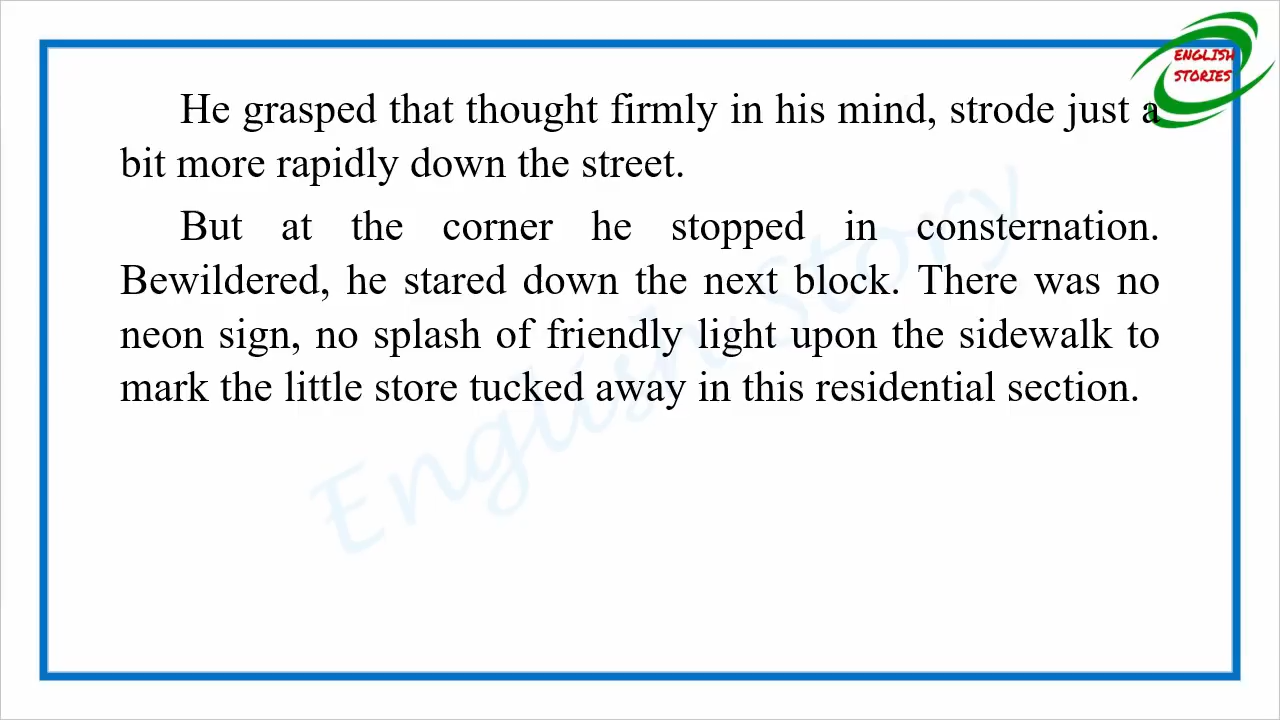 ENGLISH
STORIES
He grasped that thought firmly in his mind, strode just a
bit more rapidly down the street.
But at the corner he stopped in consternation.
Bewildered, he stared down the next block. There was no
neon sign, no splash of friendly light upon the sidewalk to
mark the little store tucked away in this residential section.
English Story